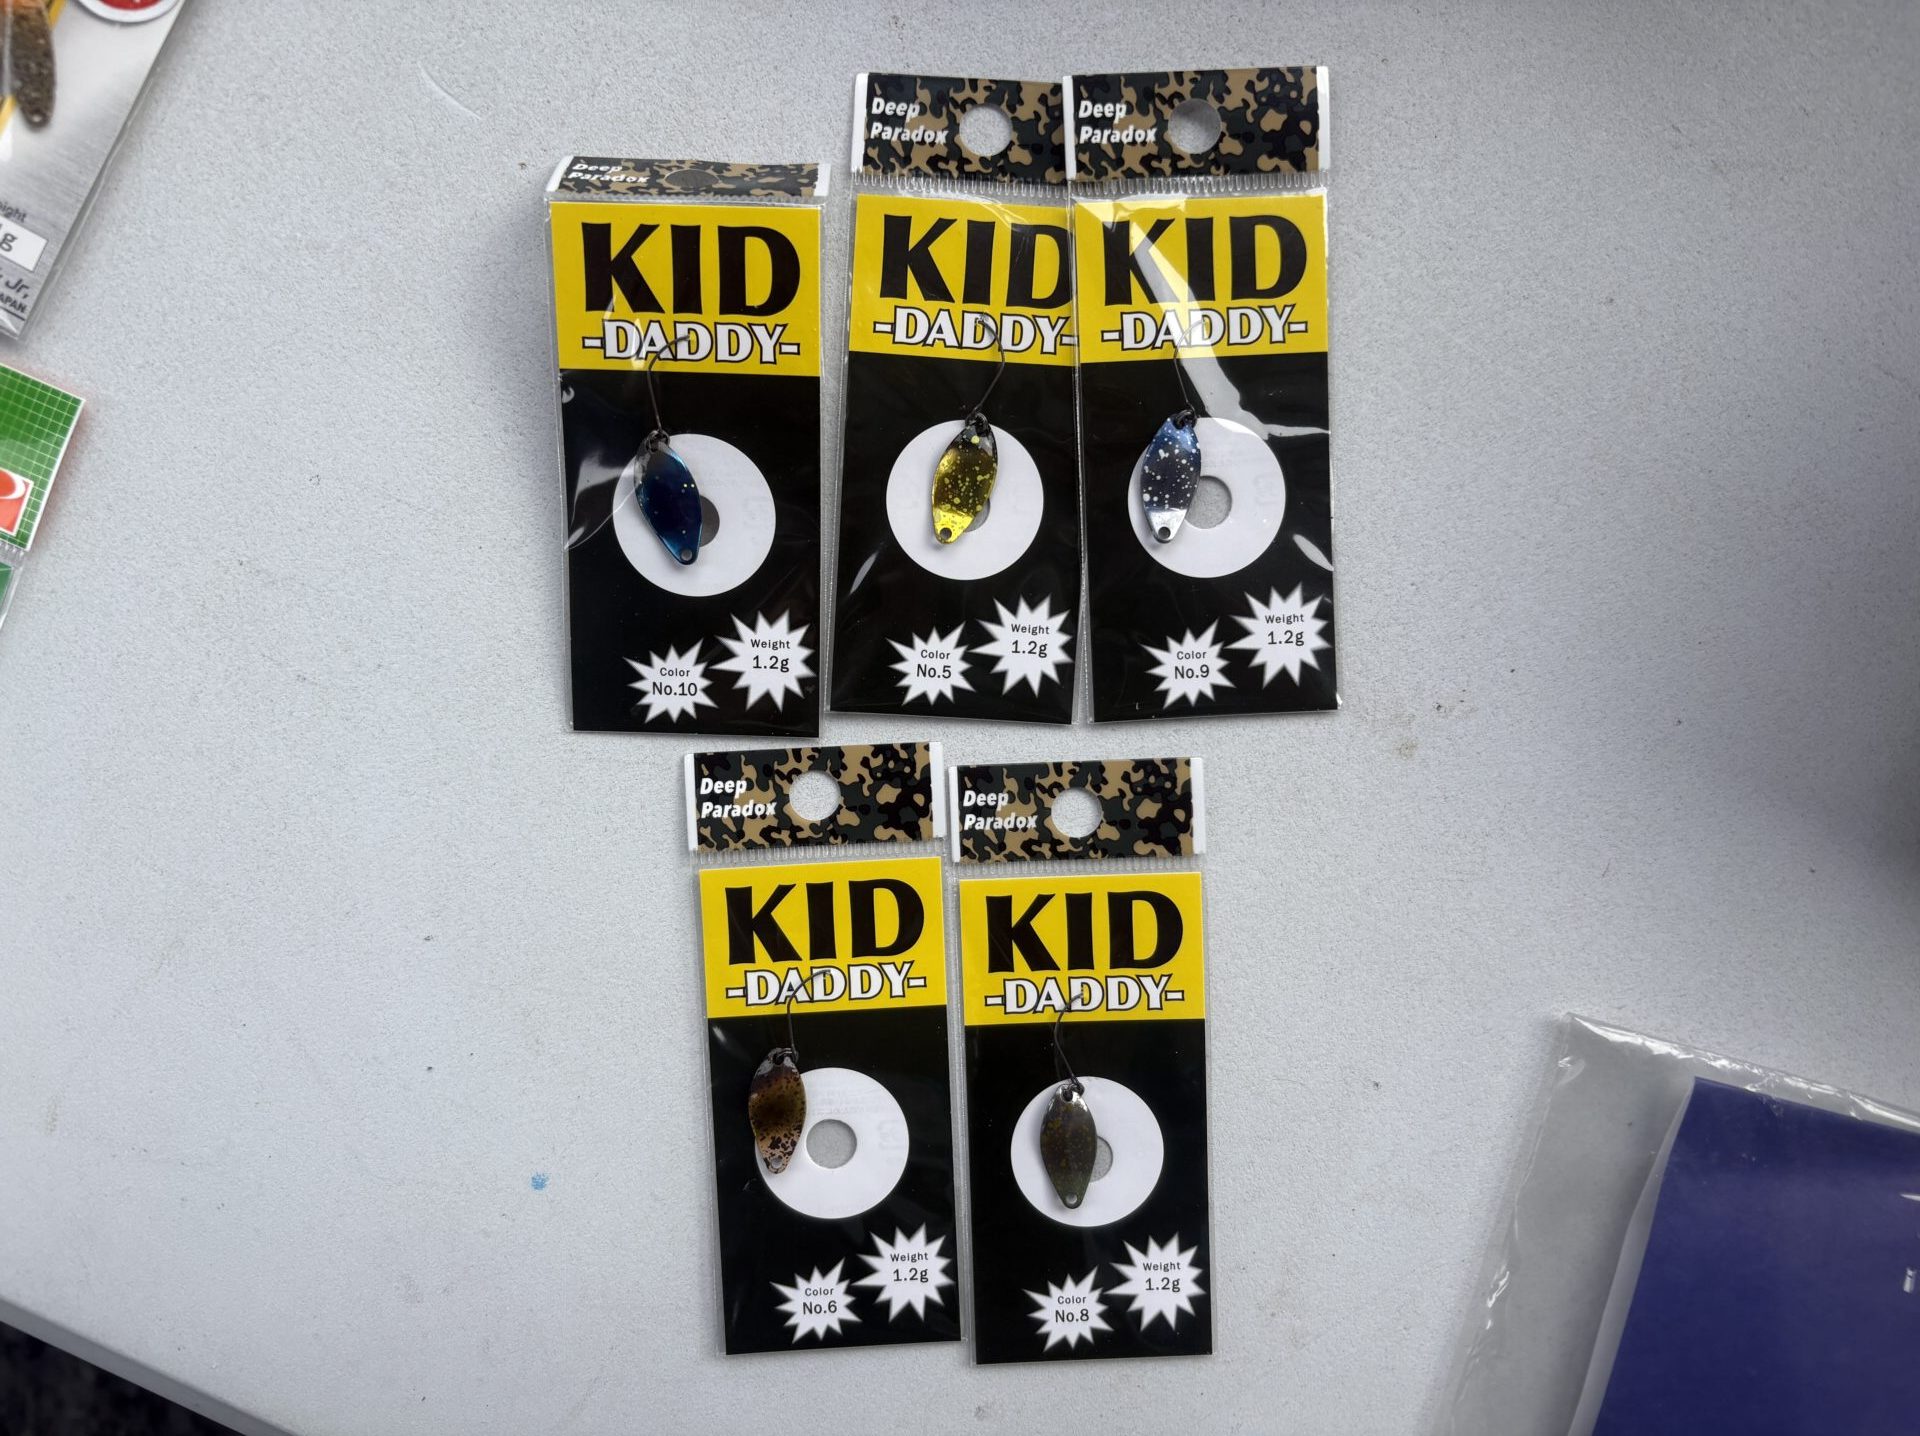 Deep
Paradox
KID
-DADDY-
Color
No.10
Weight
1.2g
Deep
Paradox
KID
-DADDY-
Color
No.5
Weight
1.2g
Deep
Paradox
KID
-DADDY-
Color
No.9
Weight
1.2g
Deep
Paradox
KID
-DADDY-
Color
No.6
Weight
1.2g
Deep
Paradox
KID
-DADDY-
Color
No.8
Weight
1.2g
Jr,